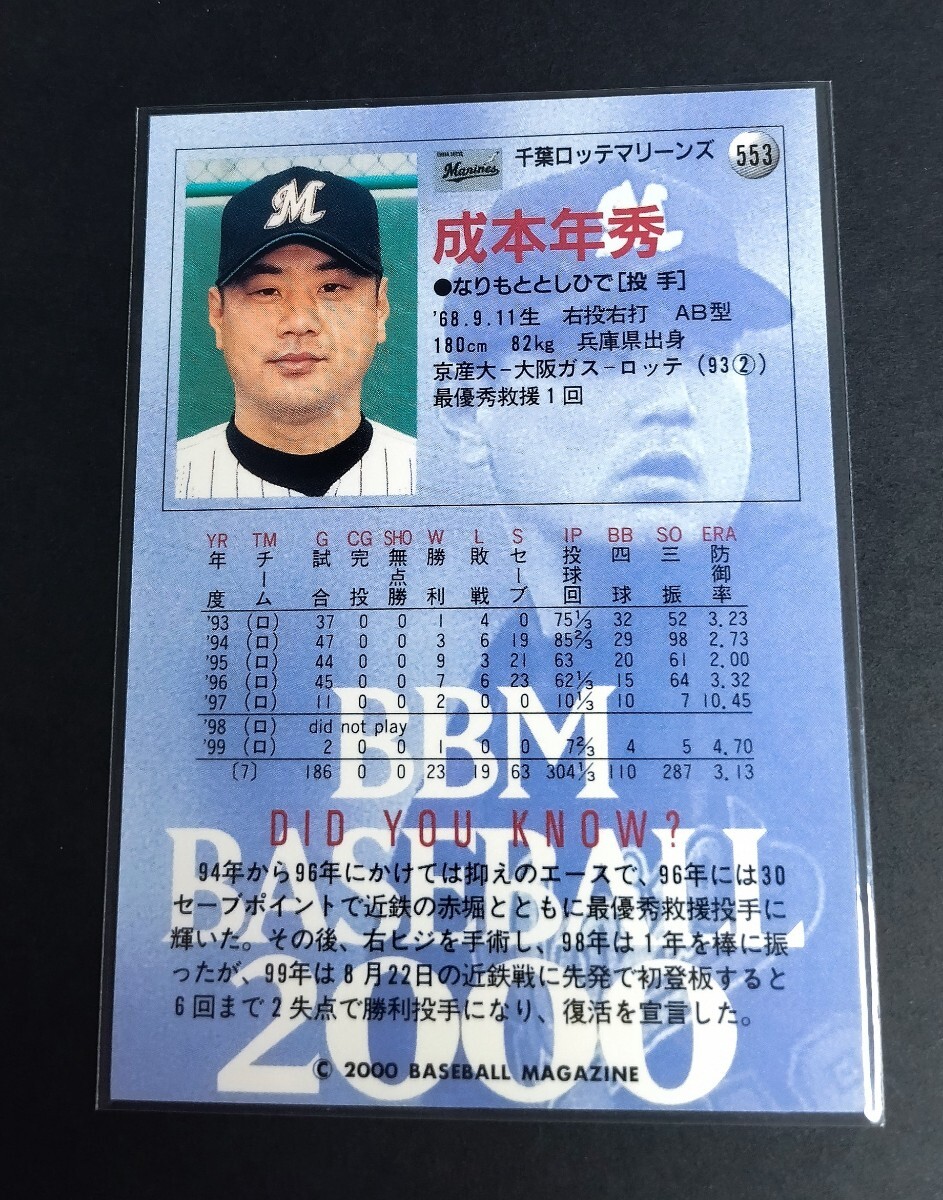 Marines 千葉ロッテマリーンズ 553
M
成本年秀
●なりもととしひで[投 手]
'68.9.11生 右投右打 AB型
180cm 82kg 兵庫県出身
京産大−大阪ガス−ロッテ (93②)
最優秀救援1回
YR TM G CG SHO W L S IP BB SO ERA
年度 チーム 試合 完投 無点勝 勝利 敗戦 セーブ 投球回 四球 三振 防御率
'93 (ロ) 37 0 0 1 4 0 75⅓ 32 52 3.23
'94 (ロ) 47 0 0 3 6 19 85⅔ 29 98 2.73
'95 (ロ) 44 0 0 9 3 21 63 20 61 2.00
'96 (ロ) 45 0 0 7 6 23 62⅓ 15 64 3.32
'97 (ロ) 11 0 0 2 0 0 10⅓ 10 7 10.45
'98 (ロ) did not play
'99 (ロ) 2 0 0 1 0 0 7⅔ 4 5 4.70
〔7〕 186 0 0 23 19 63 304⅓ 110 287 3.13
BBM
BASEBALL
2000
DID YOU KNOW?
94年から96年にかけては抑えのエースで、96年には30
セーブポイントで近鉄の赤堀とともに最優秀救援投手に
輝いた。その後、右ヒジを手術し、98年は1年を棒に振
ったが、99年は8月22日の近鉄戦に先発で初登板すると
6回まで2失点で勝利投手になり、復活を宣言した。
© 2000 BASEBALL MAGAZINE